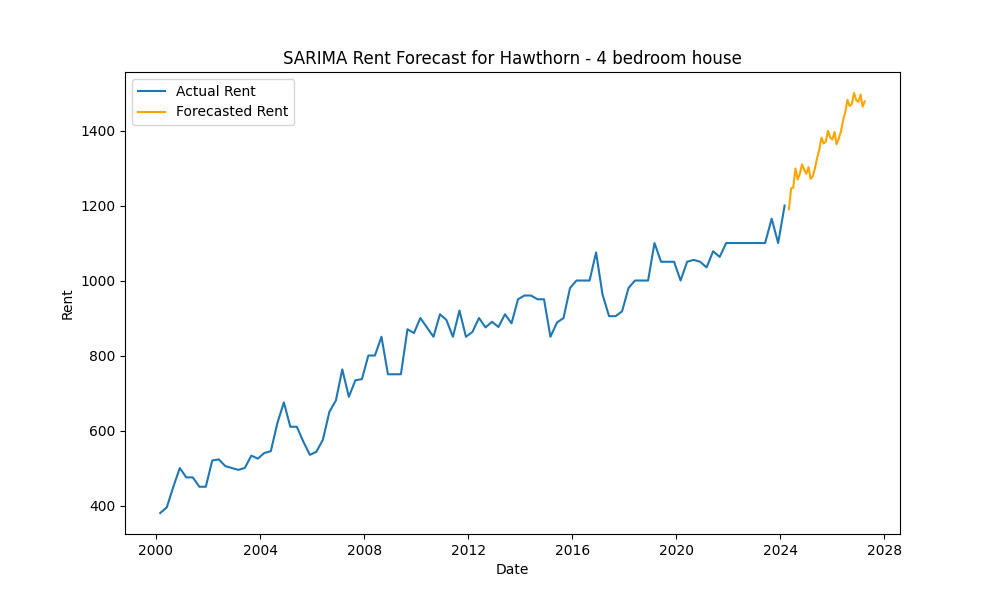 SARIMA Rent Forecast for Hawthorn - 4 bedroom house
Actual Rent
Forecasted Rent
1400
1200
1000
800
600
400
Rent
2000 2004 2008 2012 2016 2020 2024 2028
Date